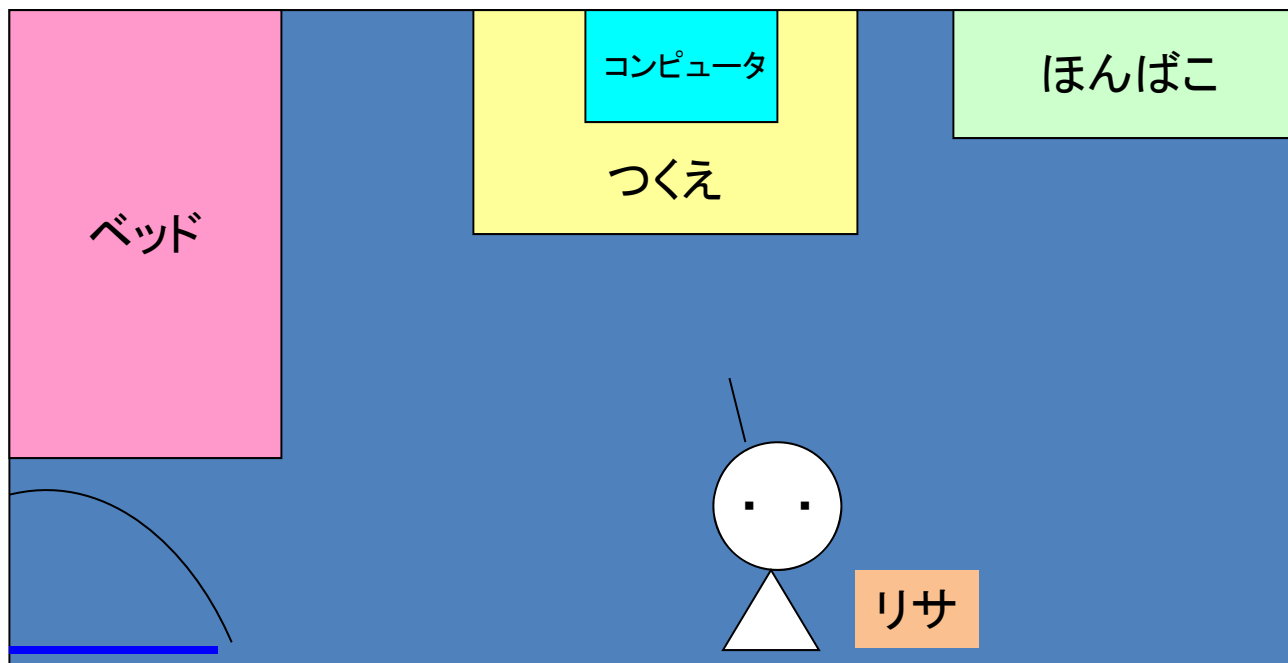 コンピュータ
ほんばこ
つくえ
ベッド
リサ